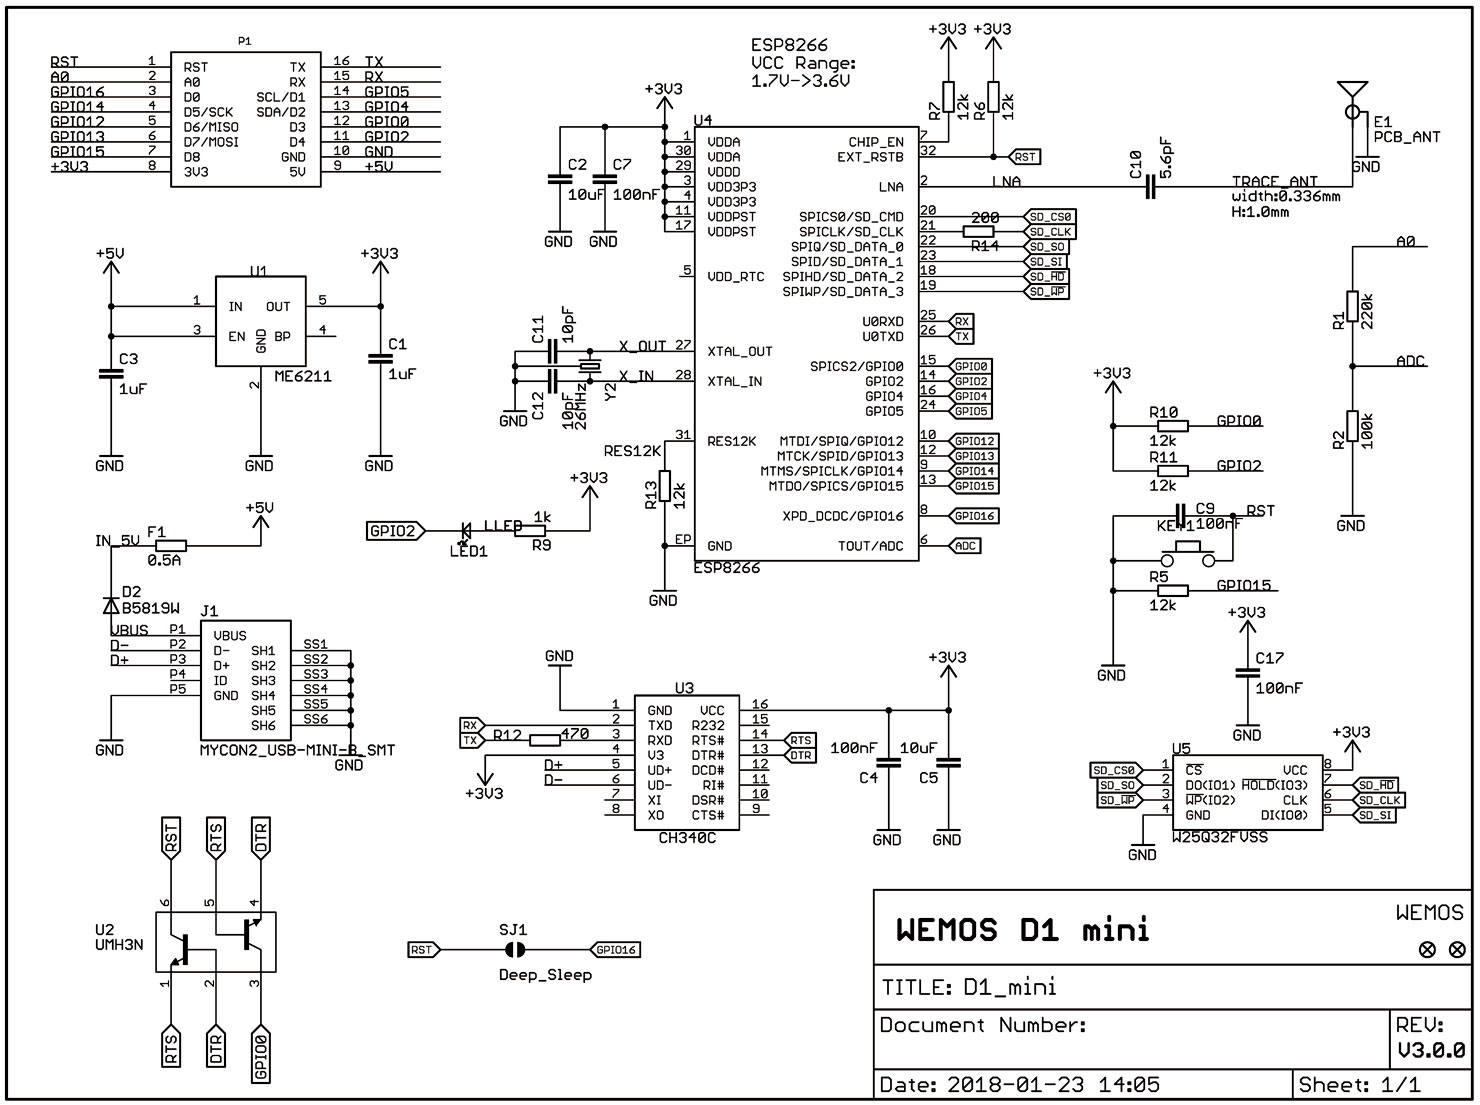 P1
RST 1 RST TX 16 TX
A0 2 A0 RX 15 RX
GPIO16 3 D0 SCL/D1 14 GPIO5
GPIO14 4 D5/SCK SDA/D2 13 GPIO4
GPIO12 5 D6/MISO D3 12 GPIO0
GPIO13 6 D7/MOSI D4 11 GPIO2
GPIO15 7 D8 GND 10 GND
+3V3 8 3V3 5V 9 +5V
+5V
U1
+3V3
1 IN OUT 5
3 EN GND BP 4
2
ME6211
C3
1uF
C1
1uF
GND
GND
GND
+5V
IN_5V
F1
0.5A
D2
B5819W
J1
VBUS P1 VBUS
D- P2 D- SH1 SS1
D+ P3 D+ SH2 SS2
P4 ID SH3 SS3
P5 GND SH4 SS4
SH5 SS5
SH6 SS6
GND
MYCON2_USB-MINI-B_SMT
GND
GPIO2
LED1
LLED
1k
R9
+3V3
ESP8266
VCC Range:
1.7V->3.6V
+3V3 +3V3
R7 12k R6 12k
+3V3
U4
C2
10uF
C7
100nF
GND GND
1 VDDA
30 VDDA
29 VDDD
3 VDD3P3
4 VDD3P3
11 VDDPST
17 VDDPST
5 VDD_RTC
X_OUT 27 XTAL_OUT
X_IN 28 XTAL_IN
C11 10pF
C12 10pF
26MHz Y2
GND
31 RES12K
RES12K
R13 12k
EP GND
GND
ESP8266
CHIP_EN 7
EXT_RSTB 32 RST
LNA 2 LNA
SPICS0/SD_CMD 20 SD_CS0
SPICLK/SD_CLK 21 200 R14 SD_CLK
SPIQ/SD_DATA_0 22 SD_SO
SPID/SD_DATA_1 23 SD_SI
SPIHD/SD_DATA_2 18 SD_HD
SPIWP/SD_DATA_3 19 SD_WP
U0RXD 25 RX
U0TXD 26 TX
SPICS2/GPIO0 15 GPIO0
GPIO2 14 GPIO2
GPIO4 16 GPIO4
GPIO5 24 GPIO5
MTDI/SPIQ/GPIO12 10 GPIO12
MTCK/SPID/GPIO13 12 GPIO13
MTMS/SPICLK/GPIO14 9 GPIO14
MTDO/SPICS/GPIO15 13 GPIO15
XPD_DCDC/GPIO16 8 GPIO16
TOUT/ADC 6 ADC
C10 5.6pF
E1
PCB_ANT
GND
TRACE_ANT
width:0.336mm
H:1.0mm
A0
R1 220k
ADC
R2 100k
GND
+3V3
R10
12k
GPIO0
R11
12k
GPIO2
C9
100nF
RST
KEY1
R5
12k
GPIO15
GND
+3V3
C17
100nF
GND
U5
+3V3
SD_CS0 1 CS VCC 8
SD_SO 2 DO(IO1) HOLD(IO3) 7 SD_HD
SD_WP 3 WP(IO2) CLK 6 SD_CLK
4 GND DI(IO0) 5 SD_SI
W25Q32FVSS
GND
GND
U3
+3V3
1 GND VCC 16
RX 2 TXD R232 15
TX R12 470 3 RXD RTS# 14 RTS
4 V3 DTR# 13 DTR
D+ 5 UD+ DCD# 12
D- 6 UD- RI# 11
7 XI DSR# 10
8 XO CTS# 9
+3V3
CH340C
100nF
C4
10uF
C5
GND
GND
RST RTS DTR
6 5 4
U2
UMH3N
1 2 3
RTS DTR GPIO0
RST
SJ1
GPIO16
Deep_Sleep
WEMOS D1 mini
WEMOS
TITLE: D1_mini
Document Number:
REV:
V3.0.0
Date: 2018-01-23 14:05
Sheet: 1/1